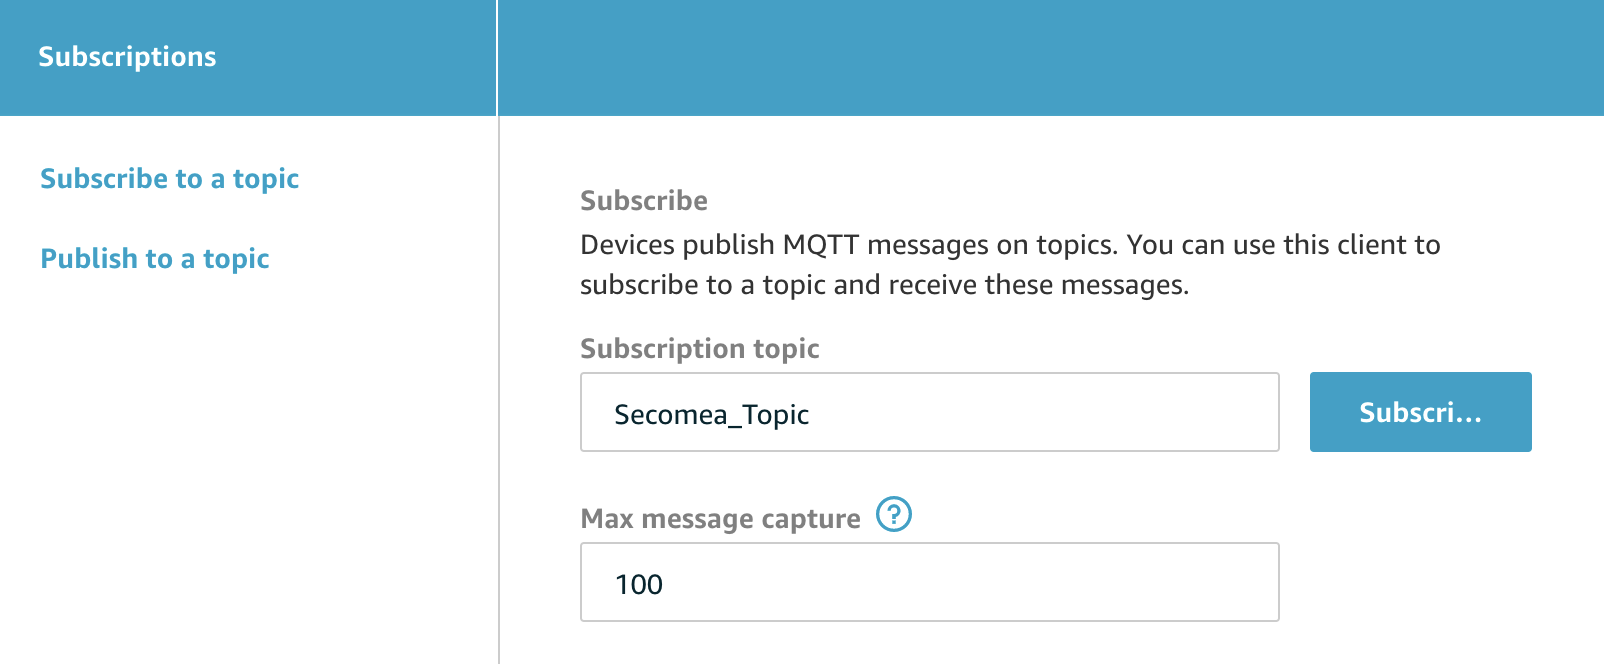 Subscriptions
Subscribe to a topic
Publish to a topic
Subscribe
Devices publish MQTT messages on topics. You can use this client to
subscribe to a topic and receive these messages.
Subscription topic
Secomea_Topic
Subscri...
Max message capture ?
100